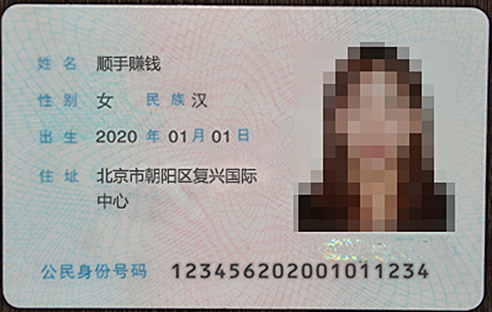 姓名 顺手赚钱
性别 女 民族 汉
出生 2020 年 01 月 01 日
住址 北京市朝阳区复兴国际
中心
公民身份号码 123456202001011234